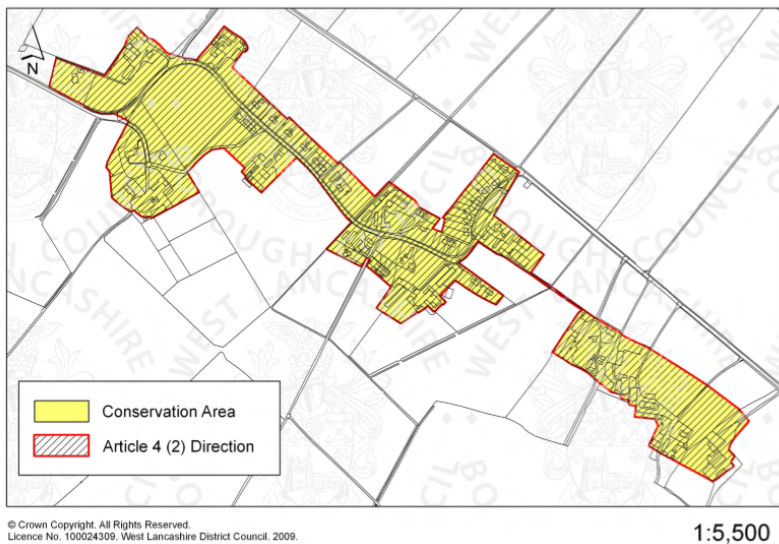 N
Conservation Area
Article 4 (2) Direction
© Crown Copyright. All Rights Reserved.
Licence No. 100024309. West Lancashire District Council. 2009.
1:5,500